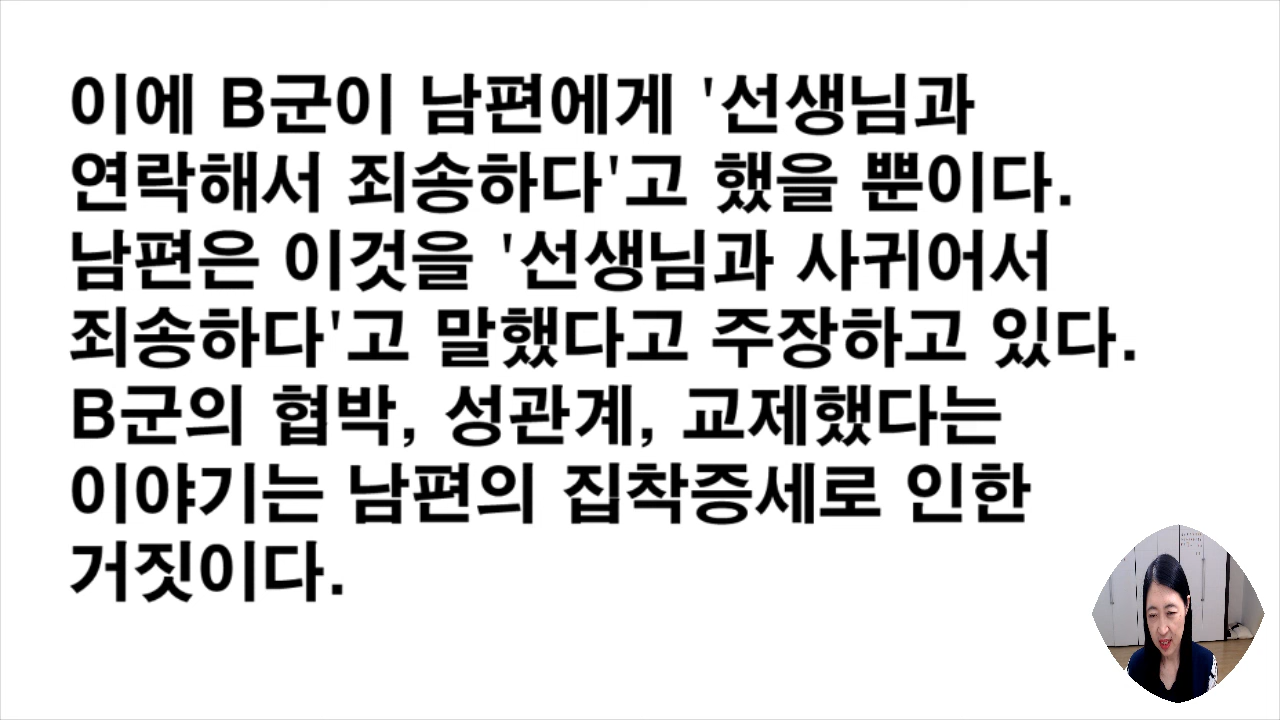 이에 B군이 남편에게 '선생님과
연락해서 죄송하다'고 했을 뿐이다.
남편은 이것을 '선생님과 사귀어서
죄송하다'고 말했다고 주장하고 있다.
B군의 협박, 성관계, 교제했다는
이야기는 남편의 집착증세로 인한
거짓이다.